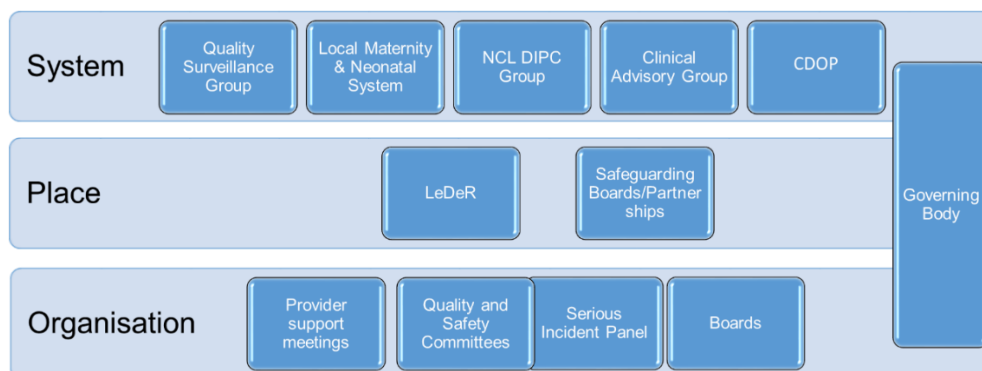 System
Quality
Surveillance
Group
Local Maternity
& Neonatal
System
NCL DIPC
Group
Clinical
Advisory Group
CDOP
Place
LeDeR
Safeguarding
Boards/Partner
ships
Governing
Body
Organisation
Provider
support
meetings
Quality and
Safety
Committees
Serious
Incident Panel
Boards